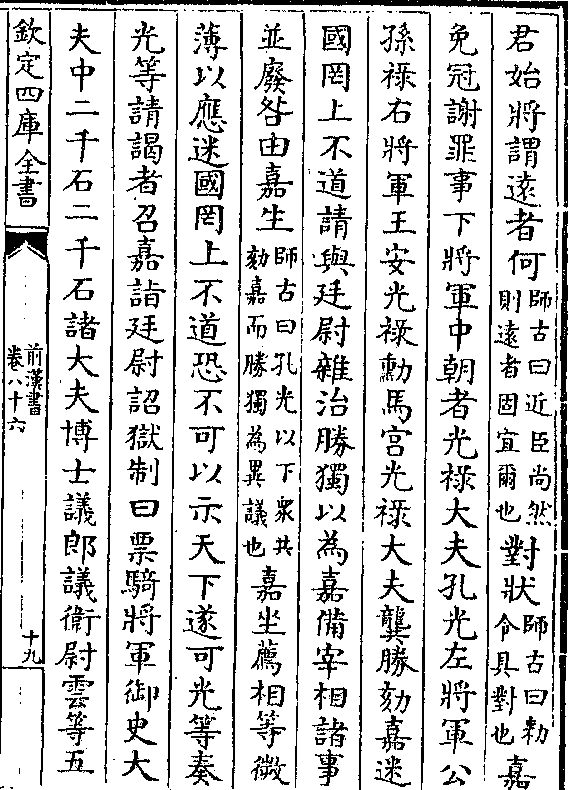 君始將謂遠者何師古曰近臣尚然則遠者固宜爾也對狀師古曰勑令具對也嘉
免冠謝罪事下將軍中朝者光祿大夫孔光左將軍公
孫祿右將軍王安光祿勳馬宮光祿大夫龔勝劾嘉迷
國罔上不道請與廷尉雜治勝獨以為嘉備宰相諸事
並廢咎由嘉生師古曰孔光以下衆共劾嘉而勝獨為異議也嘉坐薦相等微
薄以應迷國罔上不道恐不可以示天下遂可光等奏
光等請謁者召嘉詣廷尉詔獄制曰票騎將軍御史大
夫中二千石二千石諸大夫博士議郎議衞尉雲等五
欽定四庫全書
前漢書
卷八十六
十九